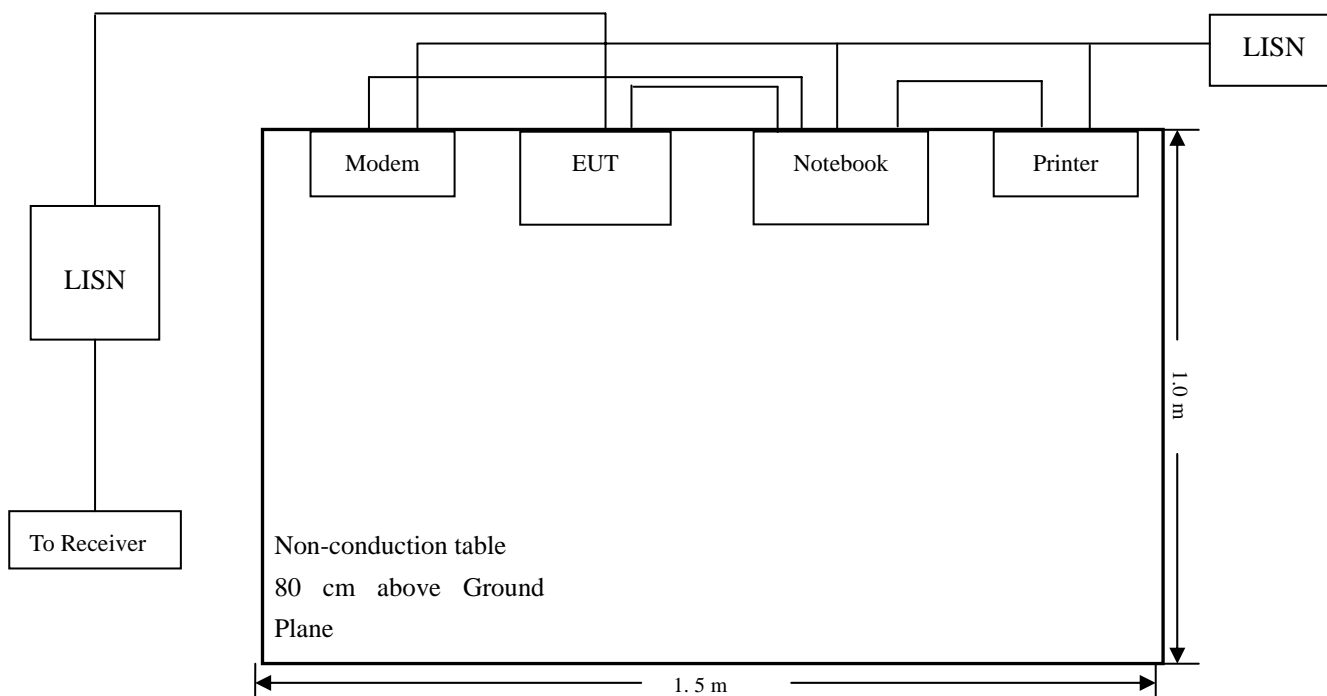 LISN
Modem
EUT
Notebook
Printer
LISN
1.0 m
To Receiver
Non-conduction table
80 cm above Ground
Plane
1. 5 m